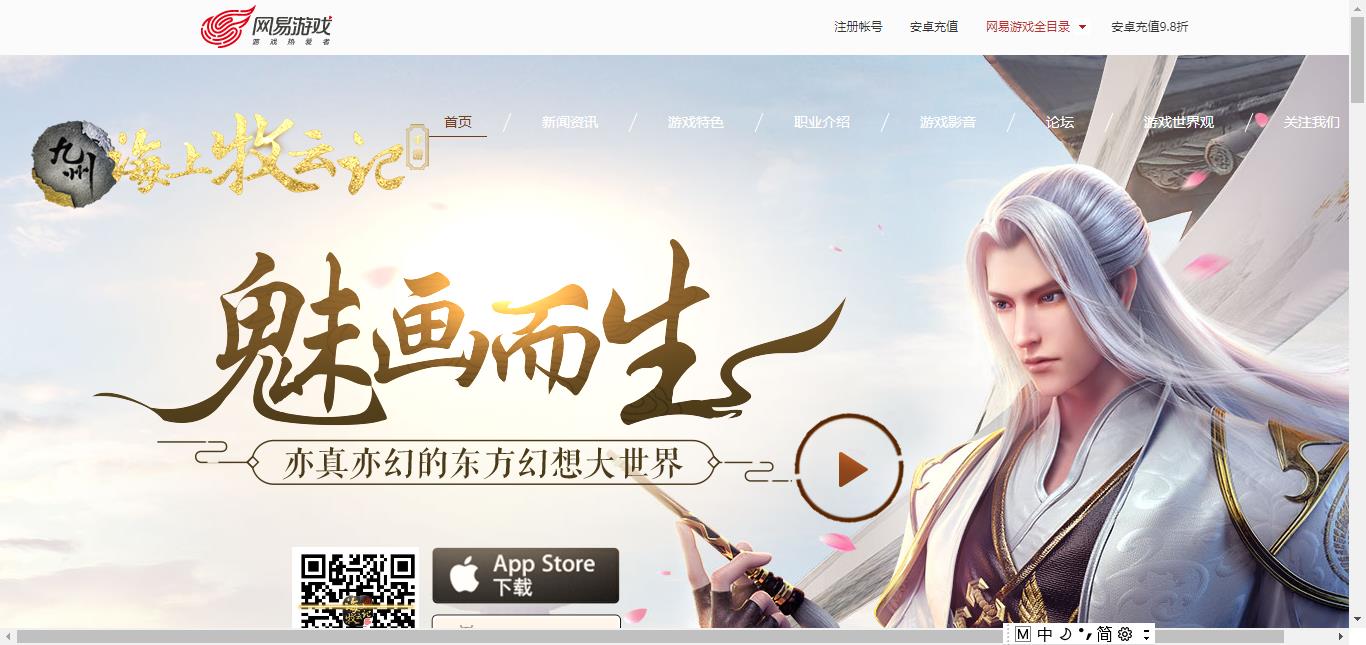 网易游戏
游戏热爱者
注册帐号 安卓充值 网易游戏全目录 安卓充值9.8折
九州
海上牧云记
手游
首页 / 新闻资讯 / 游戏特色 / 职业介绍 / 游戏影音 / 论坛 / 游戏世界观 / 关注我们
魅画而生
亦真亦幻的东方幻想大世界
App Store
下载
M 中 简